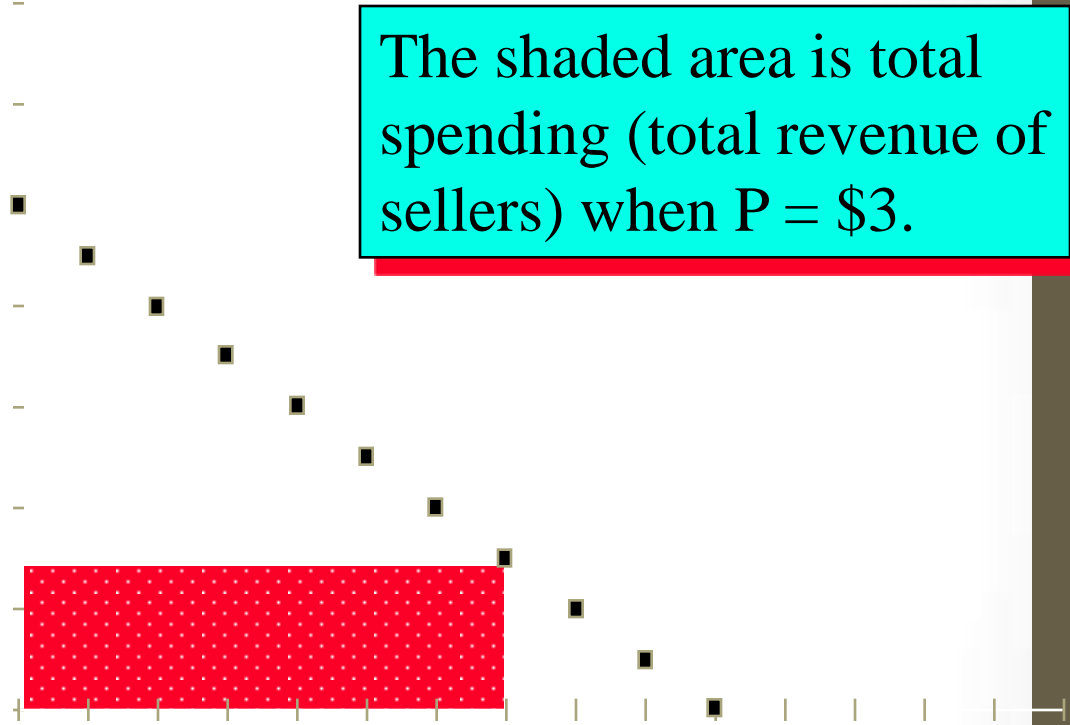 The shaded area is total
spending (total revenue of
sellers) when P = $3.